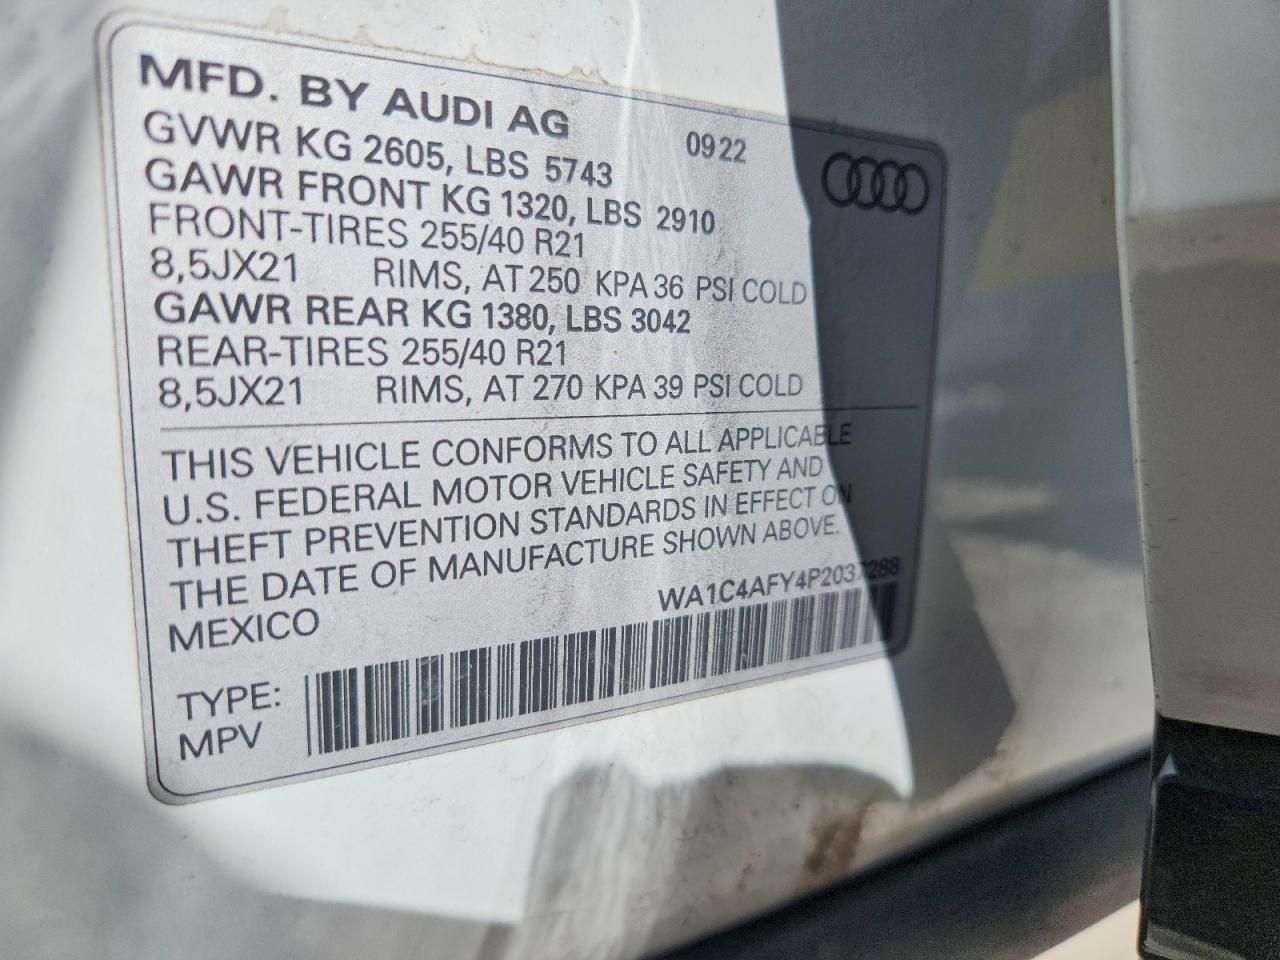 MFD. BY AUDI AG
09 22
GVWR KG 2605, LBS 5743
GAWR FRONT KG 1320, LBS 2910
FRONT-TIRES 255/40 R21
8,5JX21 RIMS, AT 250 KPA 36 PSI COLD
GAWR REAR KG 1380, LBS 3042
REAR-TIRES 255/40 R21
8,5JX21 RIMS, AT 270 KPA 39 PSI COLD
THIS VEHICLE CONFORMS TO ALL APPLICABLE
U.S. FEDERAL MOTOR VEHICLE SAFETY AND
THEFT PREVENTION STANDARDS IN EFFECT ON
THE DATE OF MANUFACTURE SHOWN ABOVE.
MEXICO
WA1C4AFY4P2037288
TYPE:
MPV